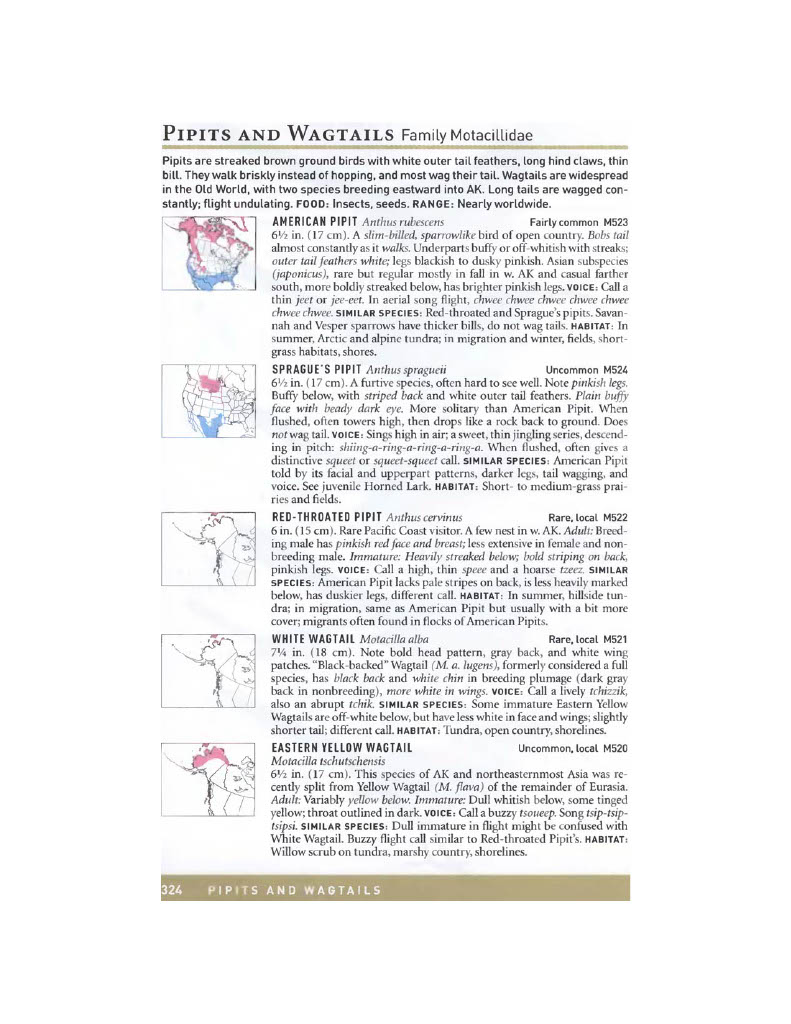 PIPITS AND WAGTAILS Family Motacillidae
Pipits are streaked brown ground birds with white outer tail feathers, long hind claws, thin
bill. They walk briskly instead of hopping, and most wag their tail. Wagtails are widespread
in the Old World, with two species breeding eastward into AK. Long tails are wagged con-
stantly; flight undulating. FOOD: Insects, seeds. RANGE: Nearly worldwide.
AMERICAN PIPIT Anthus rubescens Fairly common M523
6½ in. (17 cm). A slim-billed, sparrowlike bird of open country. Bobs tail
almost constantly as it walks. Underparts buffy or off-whitish with streaks;
outer tail feathers white; legs blackish to dusky pinkish. Asian subspecies
(japonicus), rare but regular mostly in fall in w. AK and casual farther
south, more boldly streaked below, has brighter pinkish legs. VOICE: Call a
thin jeet or jee-eet. In aerial song flight, chwee chwee chwee chwee chwee
chwee chwee. SIMILAR SPECIES: Red-throated and Sprague's pipits. Savan-
nah and Vesper sparrows have thicker bills, do not wag tails. HABITAT: In
summer, Arctic and alpine tundra; in migration and winter, fields, short-
grass habitats, shores.
SPRAGUE'S PIPIT Anthus spragueii Uncommon M524
6½ in. (17 cm). A furtive species, often hard to see well. Note pinkish legs.
Buffy below, with striped back and white outer tail feathers. Plain buffy
face with beady dark eye. More solitary than American Pipit. When
flushed, often towers high, then drops like a rock back to ground. Does
not wag tail. VOICE: Sings high in air; a sweet, thin jingling series, descend-
ing in pitch: shiing-a-ring-a-ring-a-ring-a. When flushed, often gives a
distinctive squeet or squeet-squeet call. SIMILAR SPECIES: American Pipit
told by its facial and upperpart patterns, darker legs, tail wagging, and
voice. See juvenile Horned Lark. HABITAT: Short- to medium-grass prai-
ries and fields.
RED-THROATED PIPIT Anthus cervinus Rare, local M522
6 in. (15 cm). Rare Pacific Coast visitor. A few nest in w. AK. Adult: Breed-
ing male has pinkish red face and breast; less extensive in female and non-
breeding male. Immature: Heavily streaked below; bold striping on back,
pinkish legs. VOICE: Call a high, thin speee and a hoarse tzeez. SIMILAR
SPECIES: American Pipit lacks pale stripes on back, is less heavily marked
below, has duskier legs, different call. HABITAT: In summer, hillside tun-
dra; in migration, same as American Pipit but usually with a bit more
cover; migrants often found in flocks of American Pipits.
WHITE WAGTAIL Motacilla alba Rare, local M521
7¼ in. (18 cm). Note bold head pattern, gray back, and white wing
patches. "Black-backed" Wagtail (M. a. lugens), formerly considered a full
species, has black back and white chin in breeding plumage (dark gray
back in nonbreeding), more white in wings. VOICE: Call a lively tchizzik,
also an abrupt tchik. SIMILAR SPECIES: Some immature Eastern Yellow
Wagtails are off-white below, but have less white in face and wings; slightly
shorter tail; different call. HABITAT: Tundra, open country, shorelines.
EASTERN YELLOW WAGTAIL Uncommon, local M520
Motacilla tschutschensis
6½ in. (17 cm). This species of AK and northeasternmost Asia was re-
cently split from Yellow Wagtail (M. flava) of the remainder of Eurasia.
Adult: Variably yellow below. Immature: Dull whitish below, some tinged
yellow; throat outlined in dark. VOICE: Call a buzzy tsoueep. Song tsip-tsip-
tsipsi. SIMILAR SPECIES: Dull immature in flight might be confused with
White Wagtail. Buzzy flight call similar to Red-throated Pipit's. HABITAT:
Willow scrub on tundra, marshy country, shorelines.
324 PIPITS AND WAGTAILS